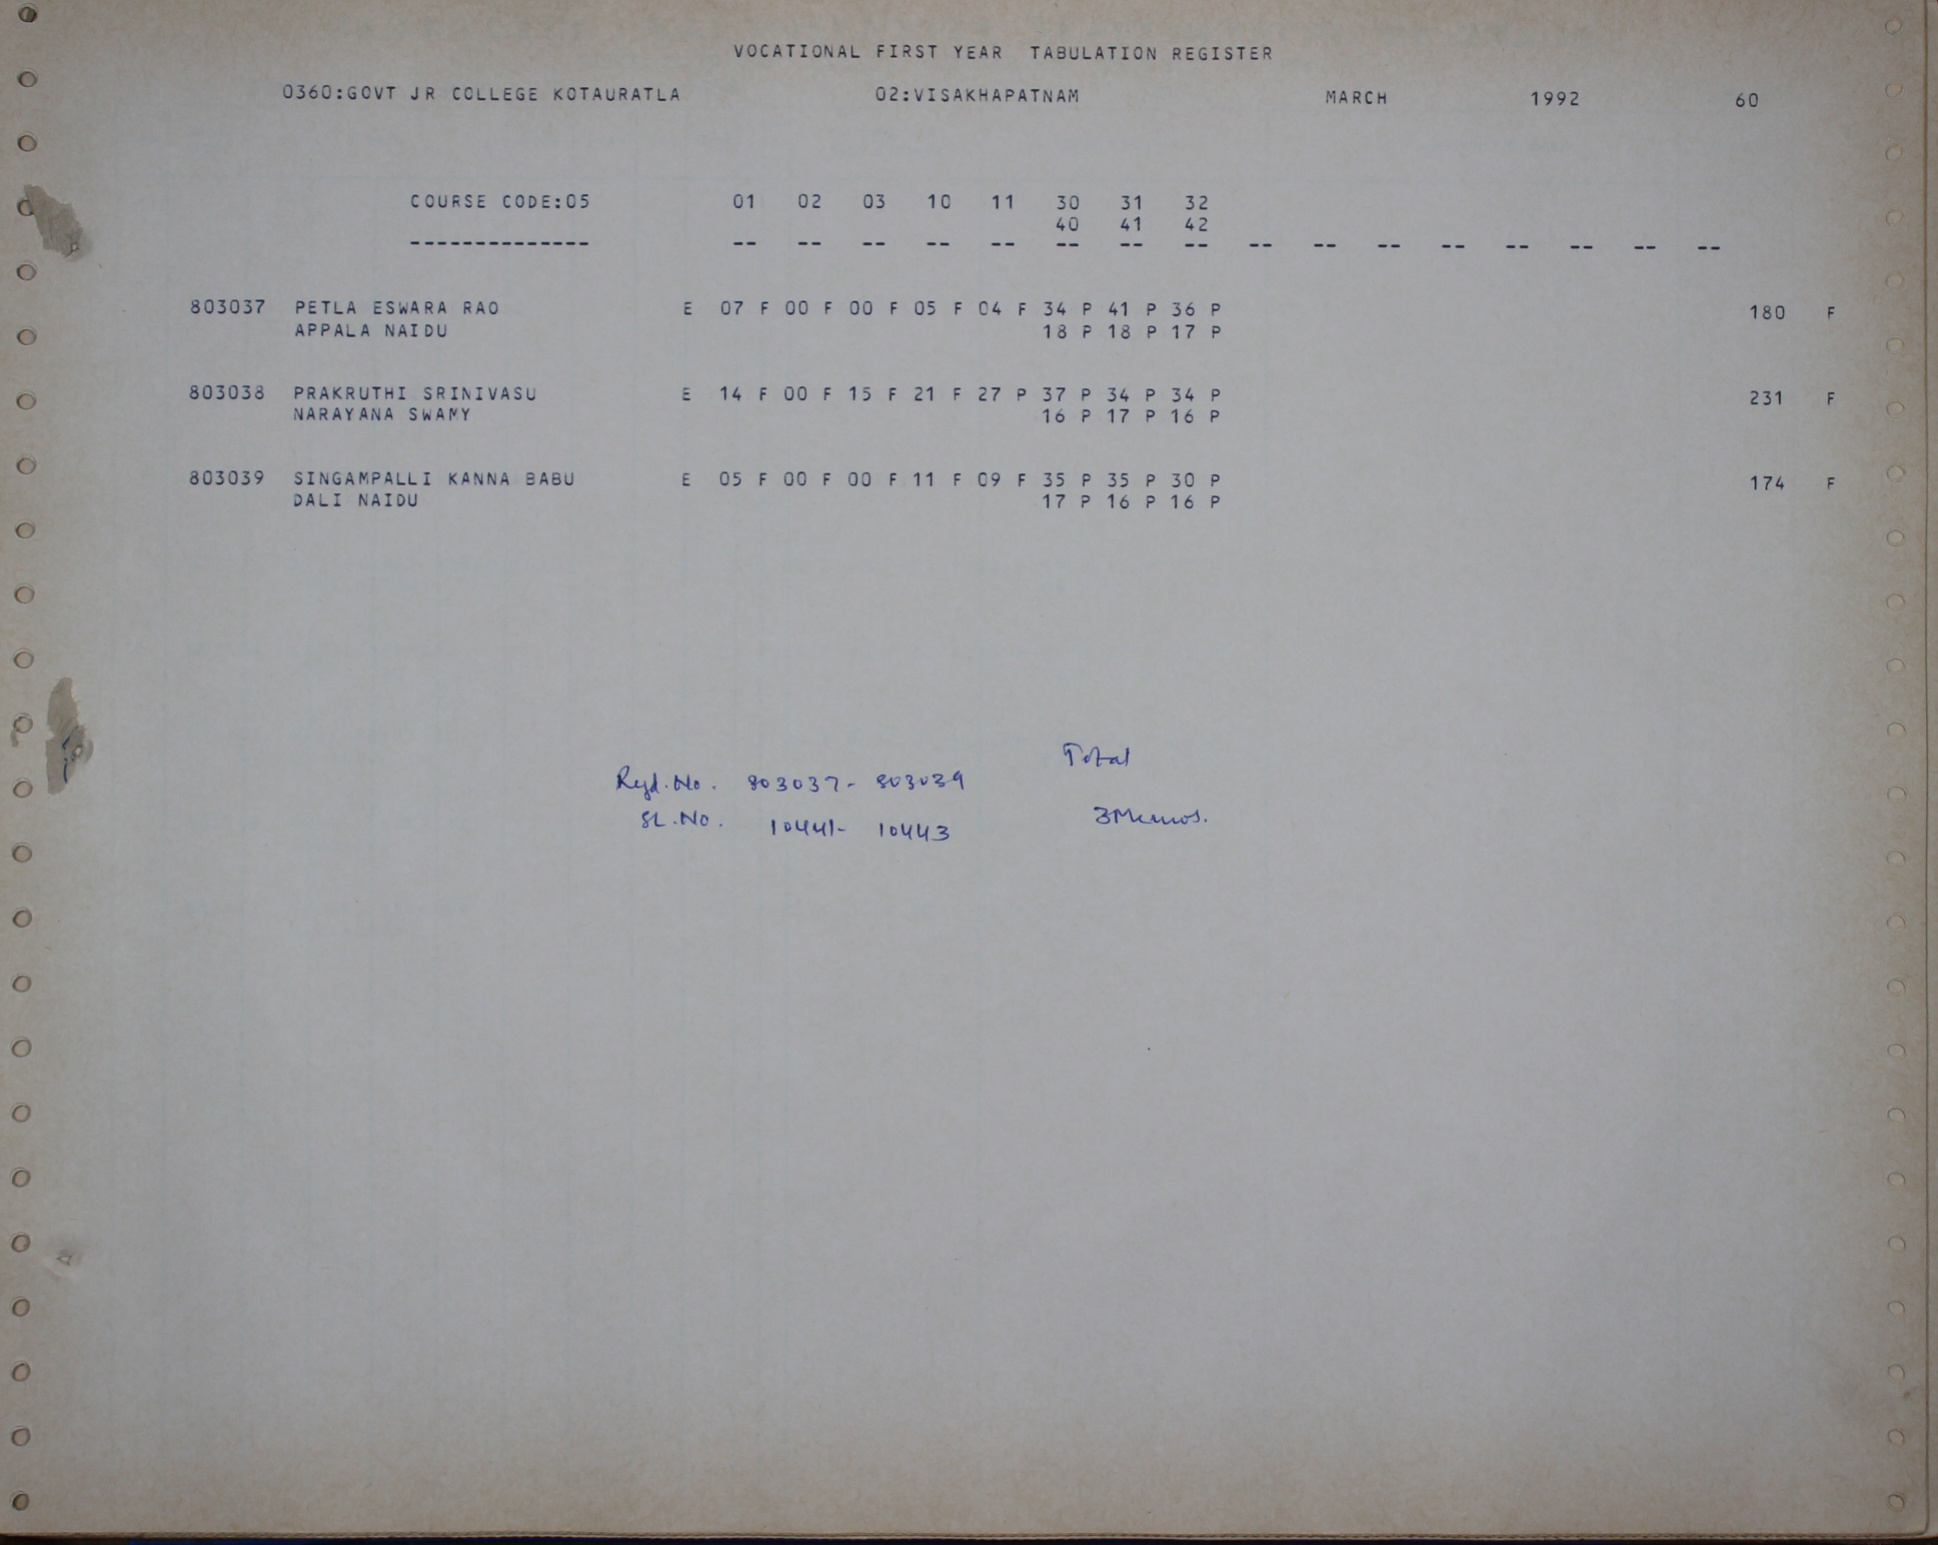 VOCATIONAL FIRST YEAR TABULATION REGISTER
0360:GOVT JR COLLEGE KOTAURATLA 02:VISAKHAPATNAM MARCH 1992 60
COURSE CODE:05 01 02 03 10 11 30 31 32
40 41 42
-------------- -- -- -- -- -- -- -- -- -- -- -- -- -- -- -- --
803037 PETLA ESWARA RAO E 07 F 00 F 00 F 05 F 04 F 34 P 41 P 36 P 180 F
APPALA NAIDU 18 P 18 P 17 P
803038 PRAKRUTHI SRINIVASU E 14 F 00 F 15 F 21 F 27 P 37 P 34 P 34 P 231 F
NARAYANA SWAMY 16 P 17 P 16 P
803039 SINGAMPALLI KANNA BABU E 05 F 00 F 00 F 11 F 09 F 35 P 35 P 30 P 174 F
DALI NAIDU 17 P 16 P 16 P
Total
Regd.No. 803037- 803039
SL.No. 10441- 10443 3Memos.